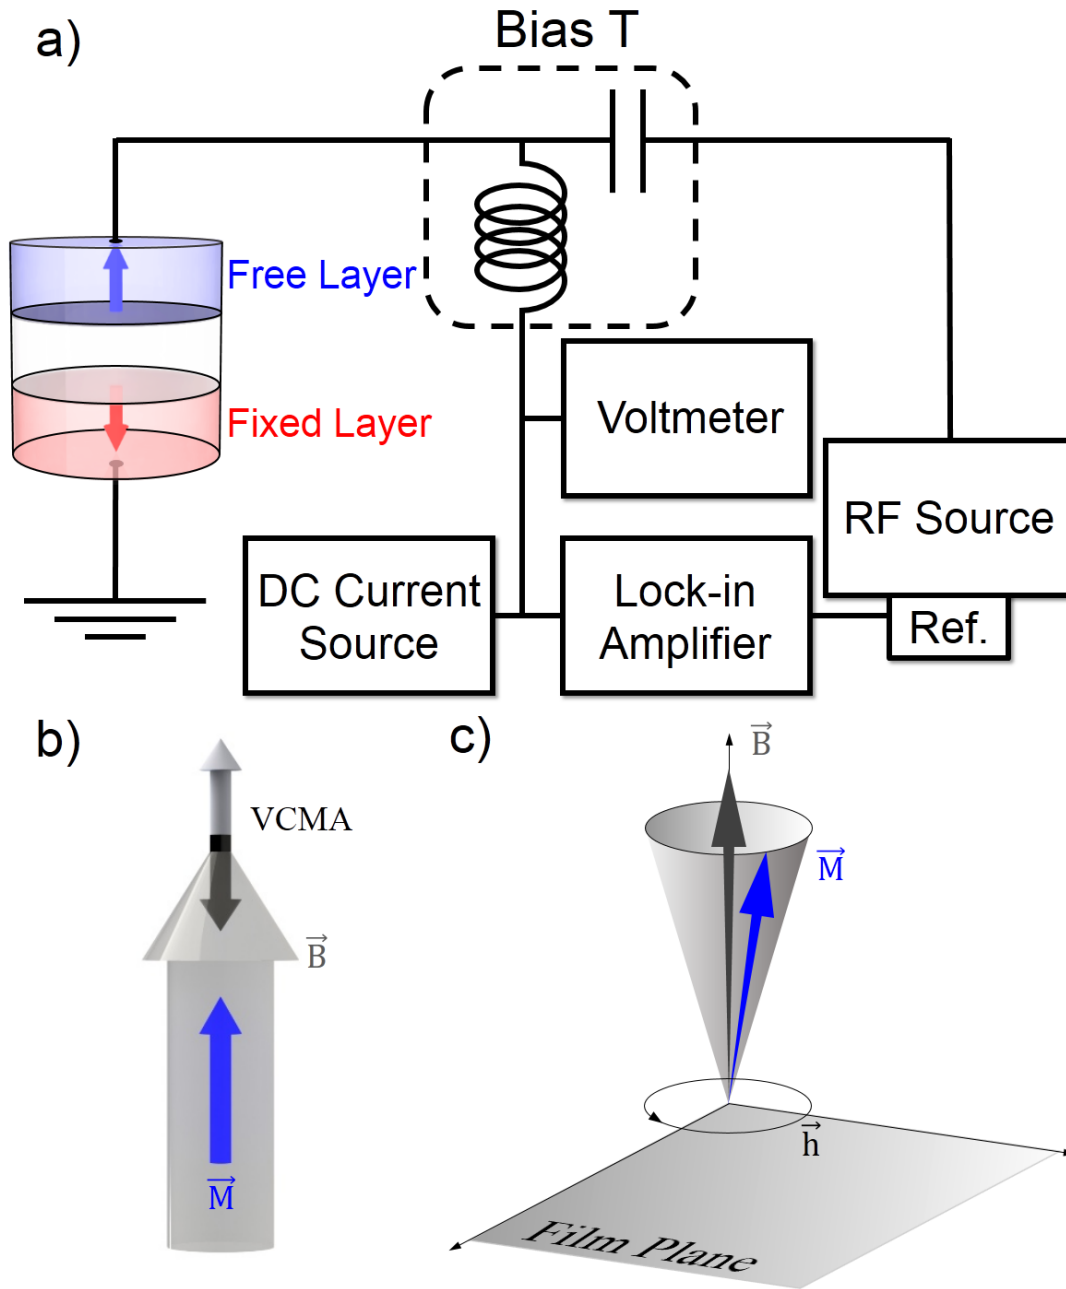 a)
Bias T
Free Layer
Fixed Layer
Voltmeter
RF Source
DC Current
Source
Lock-in
Amplifier
Ref.
b)
VCMA
B⃗
M⃗
c)
B⃗
M⃗
h⃗
Film Plane